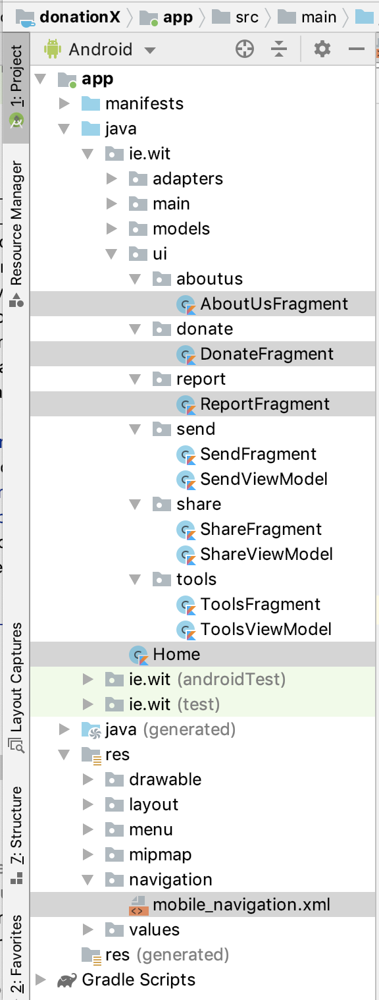 donationX app src main
Android
app
manifests
java
ie.wit
adapters
main
models
ui
aboutus
AboutUsFragment
donate
DonateFragment
report
ReportFragment
send
SendFragment
SendViewModel
share
ShareFragment
ShareViewModel
tools
ToolsFragment
ToolsViewModel
Home
ie.wit (androidTest)
ie.wit (test)
java (generated)
res
drawable
layout
menu
mipmap
navigation
mobile_navigation.xml
values
res (generated)
Gradle Scripts
1: Project
Resource Manager
Layout Captures
7: Structure
2: Favorites